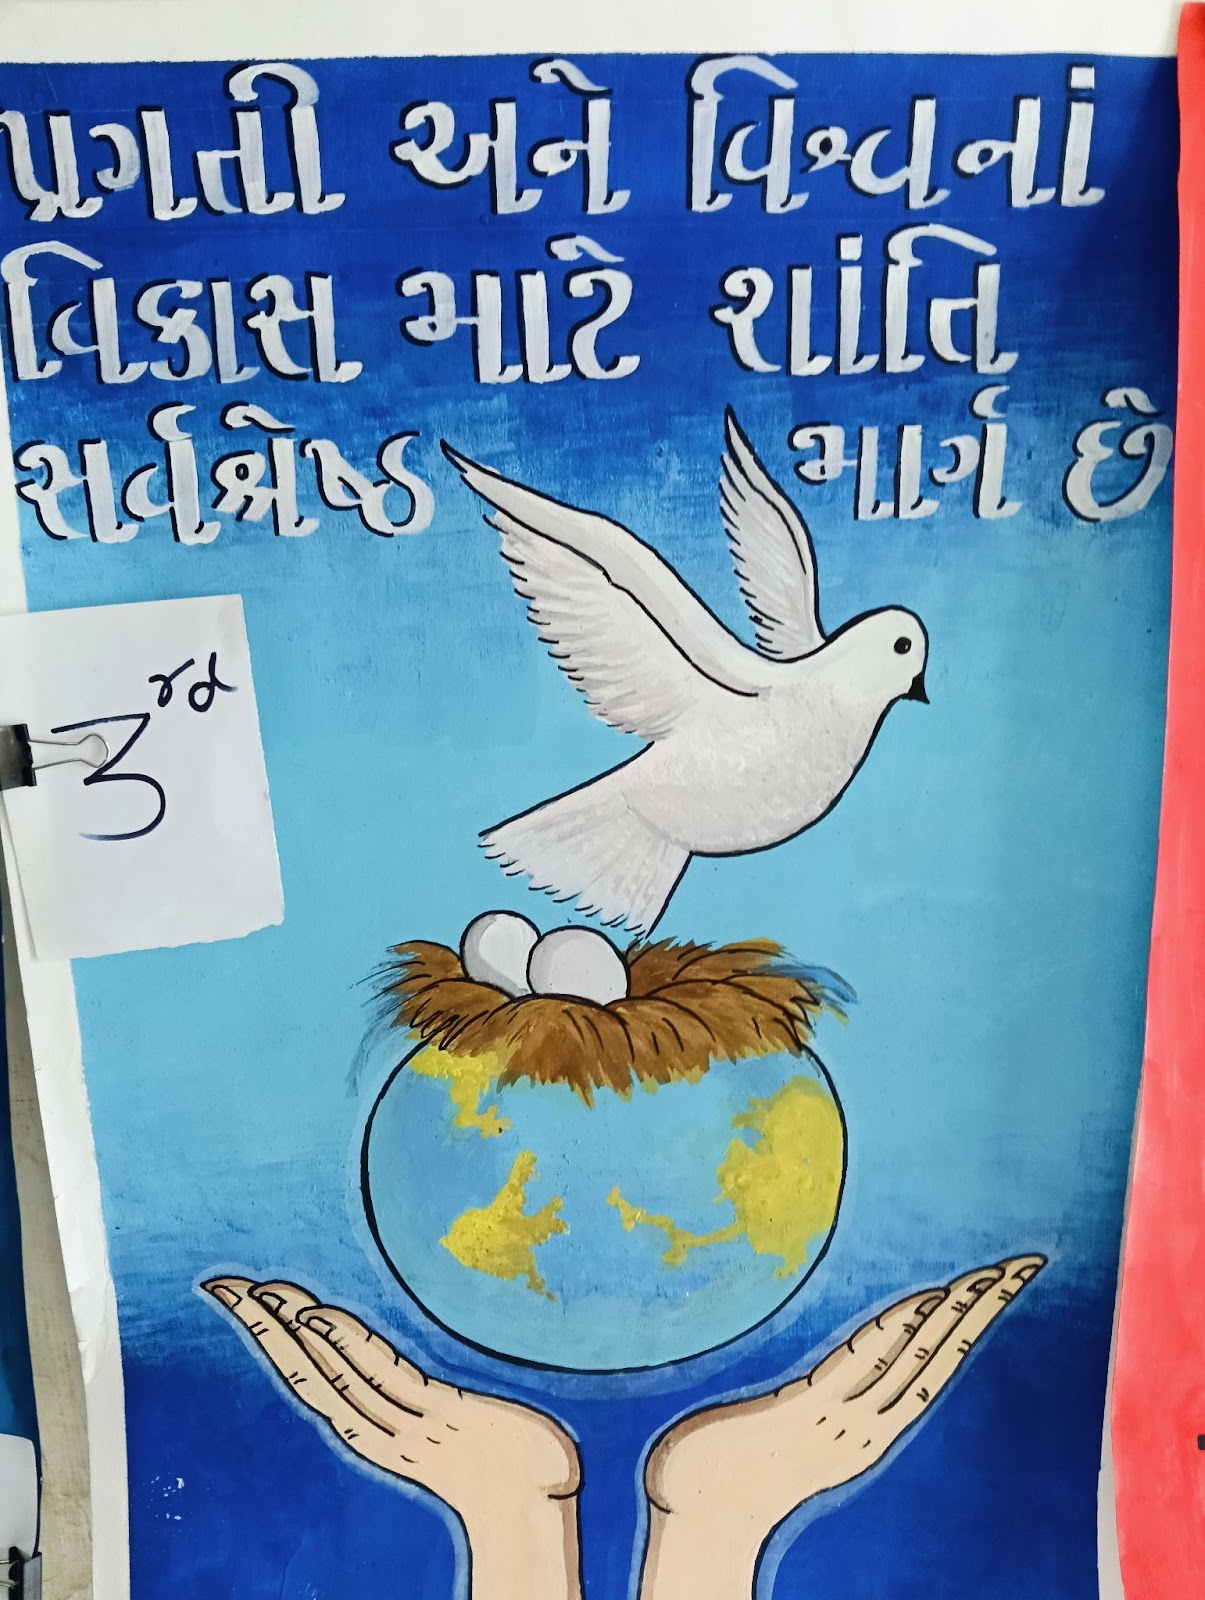 પ્રગતી અને વિશ્વનાં
વિકાસ માટે શાંતિ
સર્વશ્રેષ્ઠ માર્ગ છે
3rd